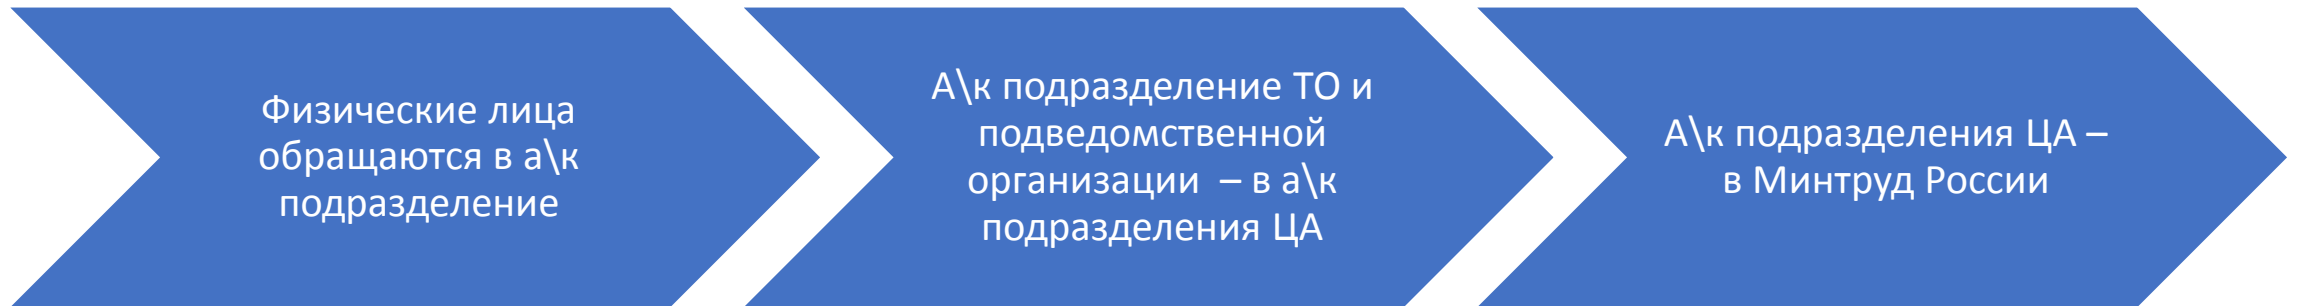 Физические лица
обращаются в а\к
подразделение
А\к подразделение ТО и
подведомственной
организации – в а\к
подразделения ЦА
А\к подразделения ЦА –
в Минтруд России